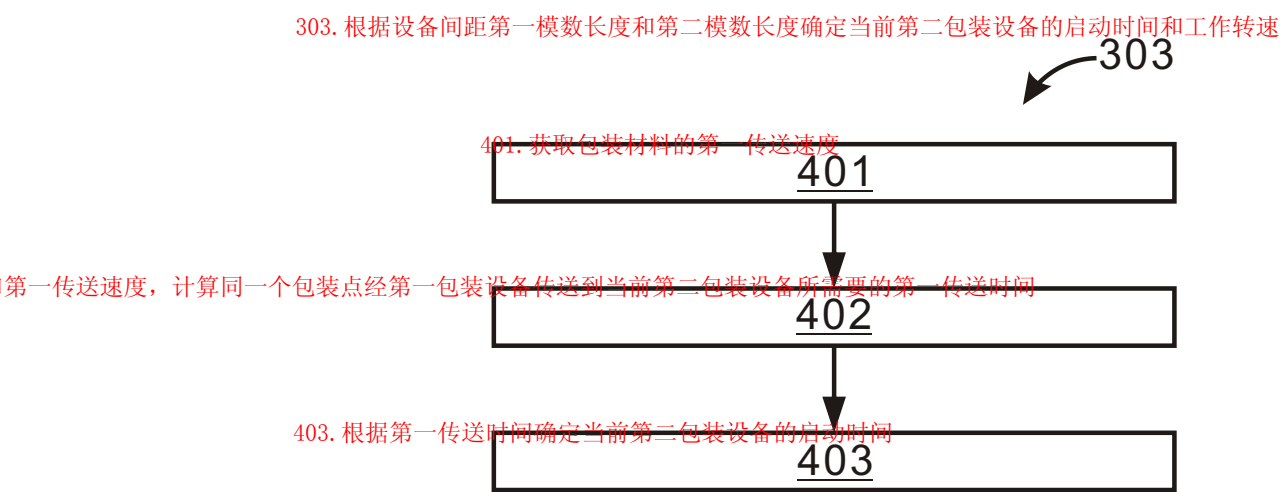 303.根据设备间距第一模数长度和第二模数长度确定当前第二包装设备的启动时间和工作转速
303
401.获取包装材料的第一传送速度
401
第一传送速度，计算同一个包装点经第一包装设备传送到当前第二包装设备所需要的第一传送时间
402
403.根据第一传送时间确定当前第二包装设备的启动时间
403